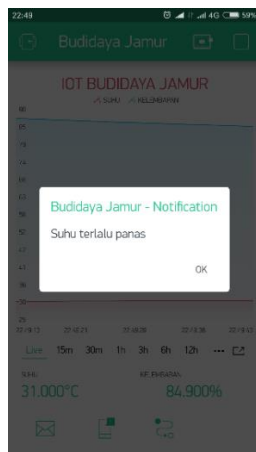 22:49
4G
59%
Budidaya Jamur
IOT BUDIDAYA JAMUR
SUHU
KELEMBAPAN
Budidaya Jamur - Notification
Suhu terlalu panas
OK
Live 15m 30m 1h 3h 6h 12h
SUHU
KELEMBAPAN
31.000°C
84.900%